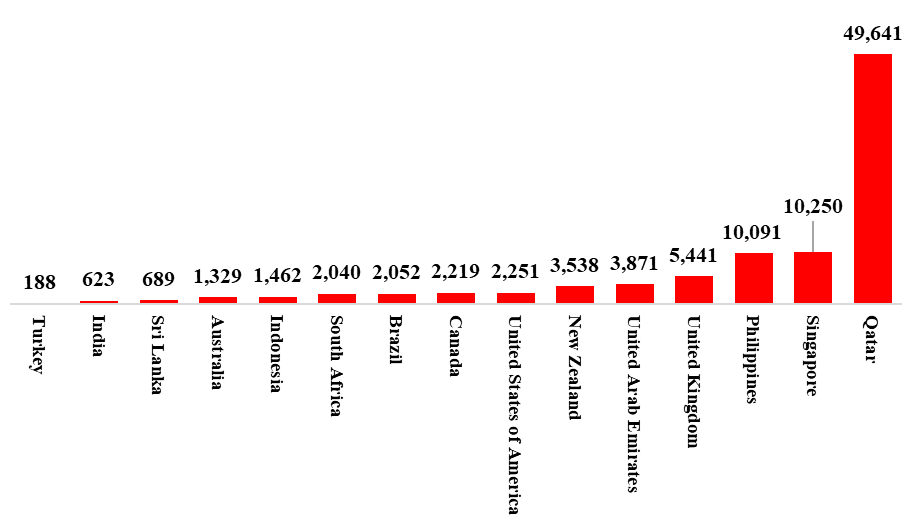 49,641
10,250
10,091
5,441
3,871
3,538
2,251
2,219
2,052
2,040
1,462
1,329
689
623
188
Turkey
India
Sri Lanka
Australia
Indonesia
South Africa
Brazil
Canada
United States of America
New Zealand
United Arab Emirates
United Kingdom
Philippines
Singapore
Qatar